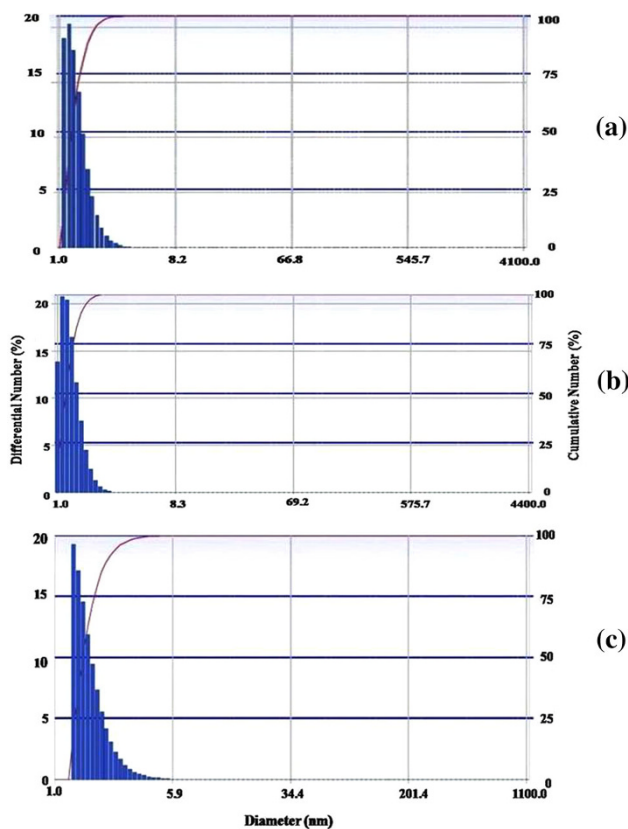 20 100
15 75
(a)
10 50
5 25
0 0
1.0 8.2 66.8 545.7 4100.0
20 100
15 75
(b)
10 50
5 25
0 0
1.0 8.3 69.2 575.7 4400.0
Differential Number (%)
Cumulative Number (%)
20 100
15 75
(c)
10 50
5 25
0 0
1.0 5.9 34.4 201.4 1100.0
Diameter (nm)